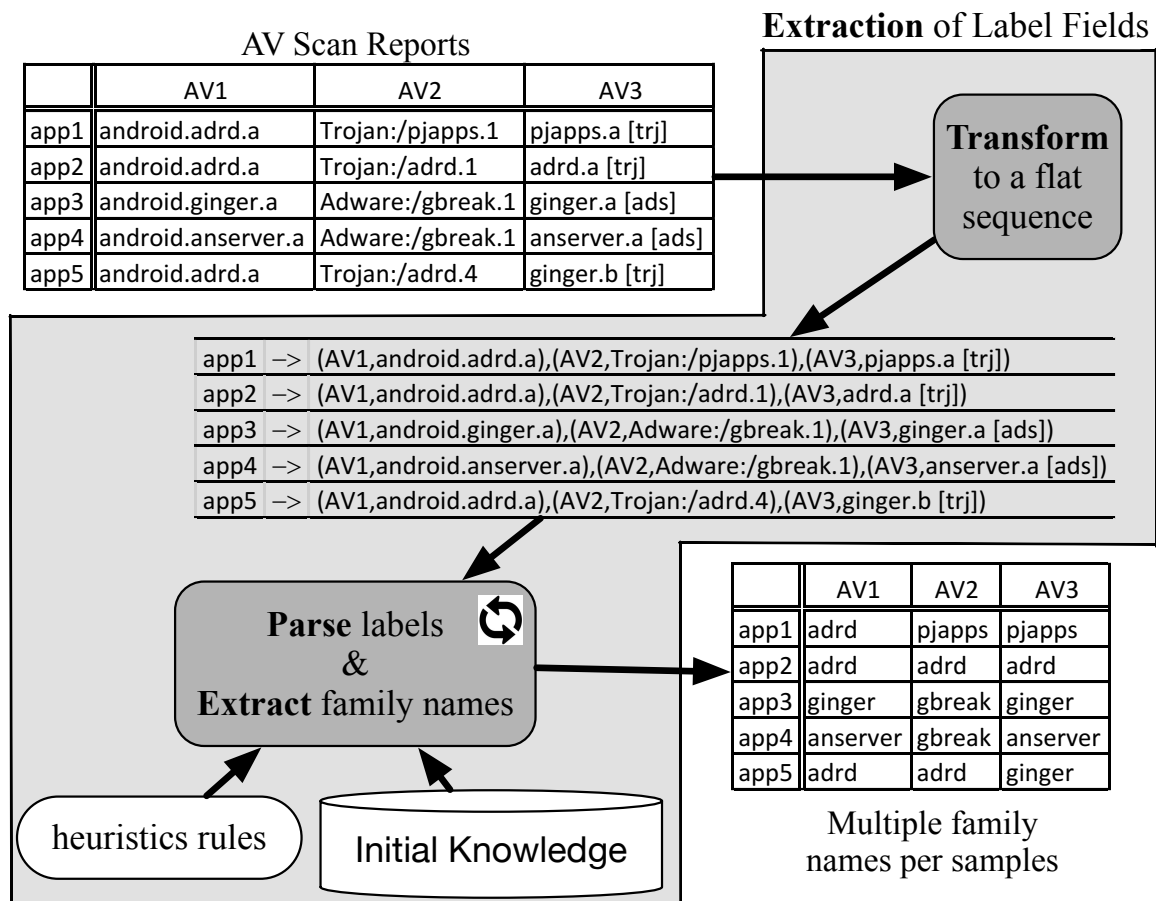 Extraction of Label Fields
AV Scan Reports
AV1 AV2 AV3
app1 android.adrd.a Trojan:/pjapps.1 pjapps.a [trj]
app2 android.adrd.a Trojan:/adrd.1 adrd.a [trj]
app3 android.ginger.a Adware:/gbreak.1 ginger.a [ads]
app4 android.anserver.a Adware:/gbreak.1 anserver.a [ads]
app5 android.adrd.a Trojan:/adrd.4 ginger.b [trj]
Transform
to a flat
sequence
app1 –> (AV1,android.adrd.a),(AV2,Trojan:/pjapps.1),(AV3,pjapps.a [trj])
app2 –> (AV1,android.adrd.a),(AV2,Trojan:/adrd.1),(AV3,adrd.a [trj])
app3 –> (AV1,android.ginger.a),(AV2,Adware:/gbreak.1),(AV3,ginger.a [ads])
app4 –> (AV1,android.anserver.a),(AV2,Adware:/gbreak.1),(AV3,anserver.a [ads])
app5 –> (AV1,android.adrd.a),(AV2,Trojan:/adrd.4),(AV3,ginger.b [trj])
Parse labels
&
Extract family names
heuristics rules
Initial Knowledge
AV1 AV2 AV3
app1 adrd pjapps pjapps
app2 adrd adrd adrd
app3 ginger gbreak ginger
app4 anserver gbreak anserver
app5 adrd adrd ginger
Multiple family
names per samples